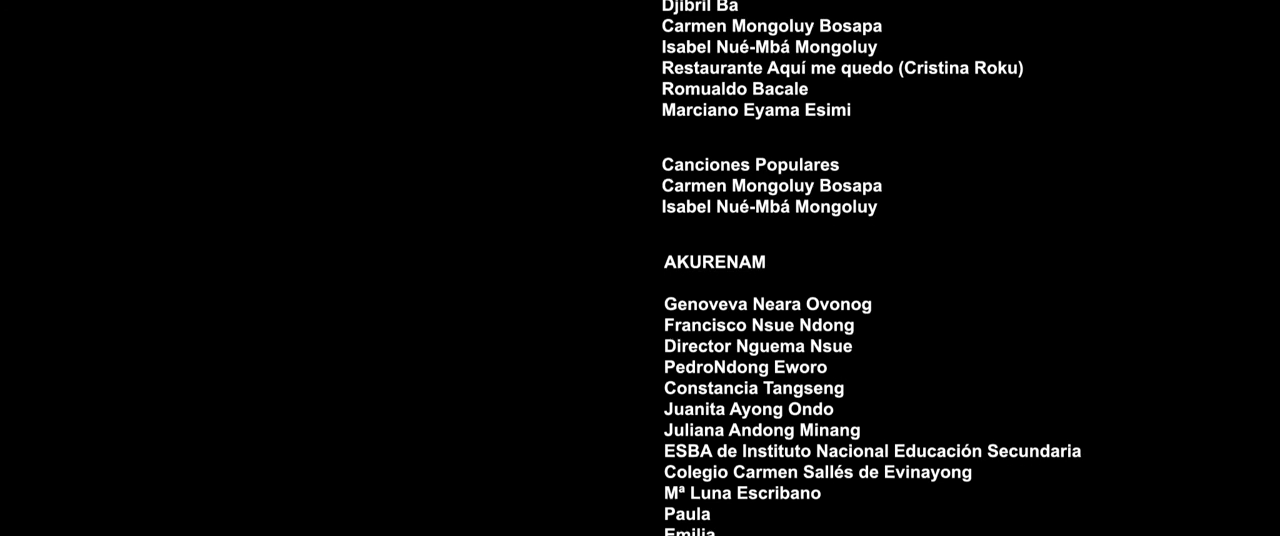 Djibril Ba
Carmen Mongoluy Bosapa
Isabel Nué-Mbá Mongoluy
Restaurante Aquí me quedo (Cristina Roku)
Romualdo Bacale
Marciano Eyama Esimi
Canciones Populares
Carmen Mongoluy Bosapa
Isabel Nué-Mbá Mongoluy
AKURENAM
Genoveva Neara Ovonog
Francisco Nsue Ndong
Director Nguema Nsue
PedroNdong Eworo
Constancia Tangseng
Juanita Ayong Ondo
Juliana Andong Minang
ESBA de Instituto Nacional Educación Secundaria
Colegio Carmen Sallés de Evinayong
Mª Luna Escribano
Paula
Emilia